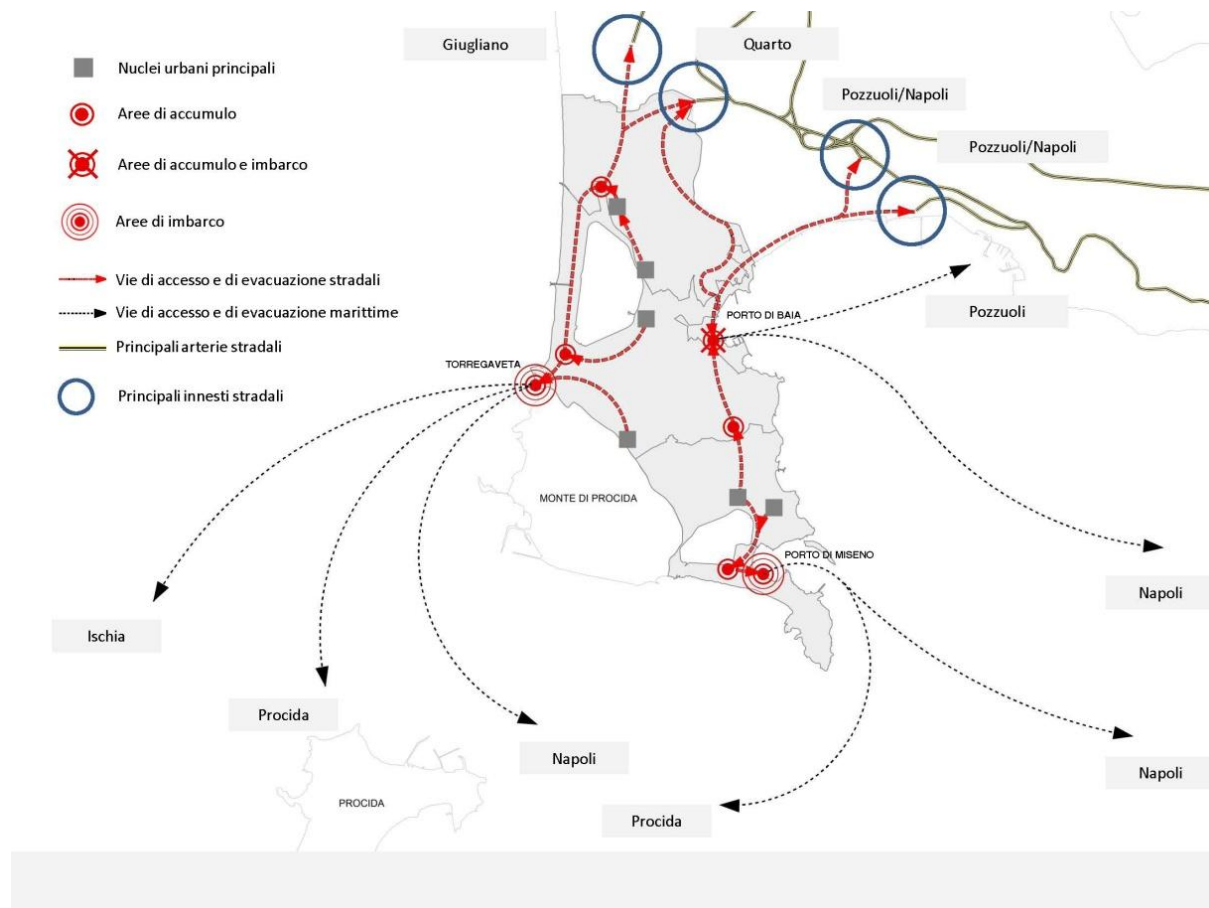 Giugliano
Quarto
Nuclei urbani principali
Pozzuoli/Napoli
Aree di accumulo
Pozzuoli/Napoli
Aree di accumulo e imbarco
Aree di imbarco
Vie di accesso e di evacuazione stradali
Vie di accesso e di evacuazione marittime
Pozzuoli
PORTO DI BAIA
Principali arterie stradali
TORREGAVETA
Principali innesti stradali
MONTE DI PROCIDA
PORTO DI MISENO
Napoli
Ischia
Procida
Napoli
Napoli
PROCIDA
Procida